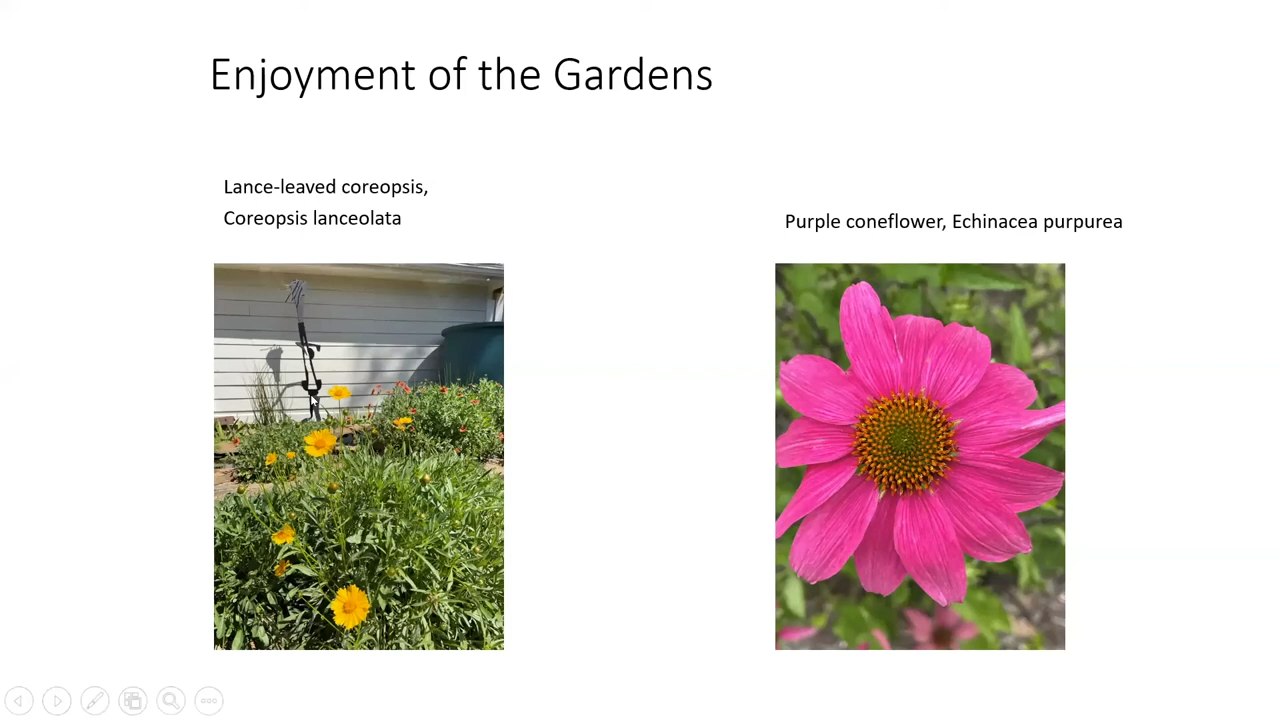 Enjoyment of the Gardens
Lance-leaved coreopsis,
Coreopsis lanceolata
Purple coneflower, Echinacea purpurea